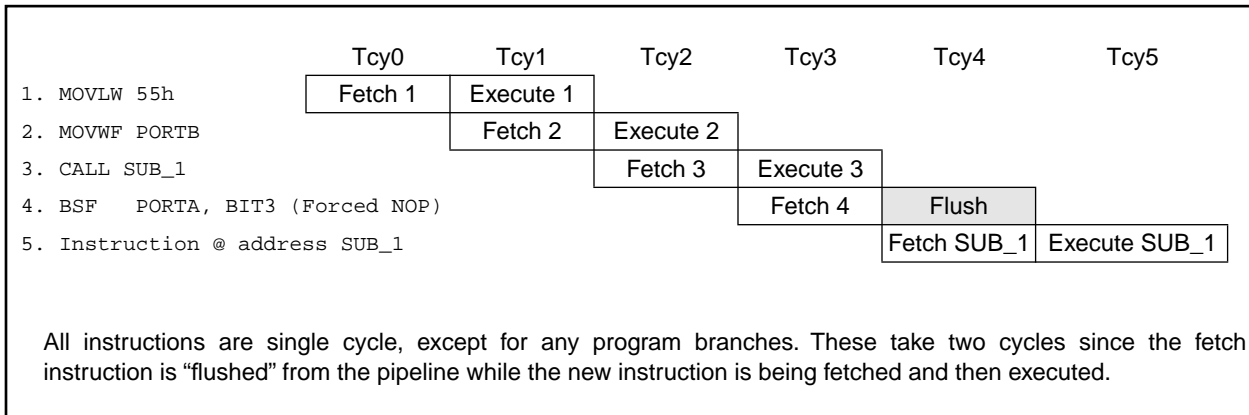 Tcy0 Tcy1 Tcy2 Tcy3 Tcy4 Tcy5
1. MOVLW 55h Fetch 1 Execute 1
2. MOVWF PORTB Fetch 2 Execute 2
3. CALL SUB_1 Fetch 3 Execute 3
4. BSF PORTA, BIT3 (Forced NOP) Fetch 4 Flush
5. Instruction @ address SUB_1 Fetch SUB_1 Execute SUB_1
All instructions are single cycle, except for any program branches. These take two cycles since the fetch
instruction is “flushed” from the pipeline while the new instruction is being fetched and then executed.